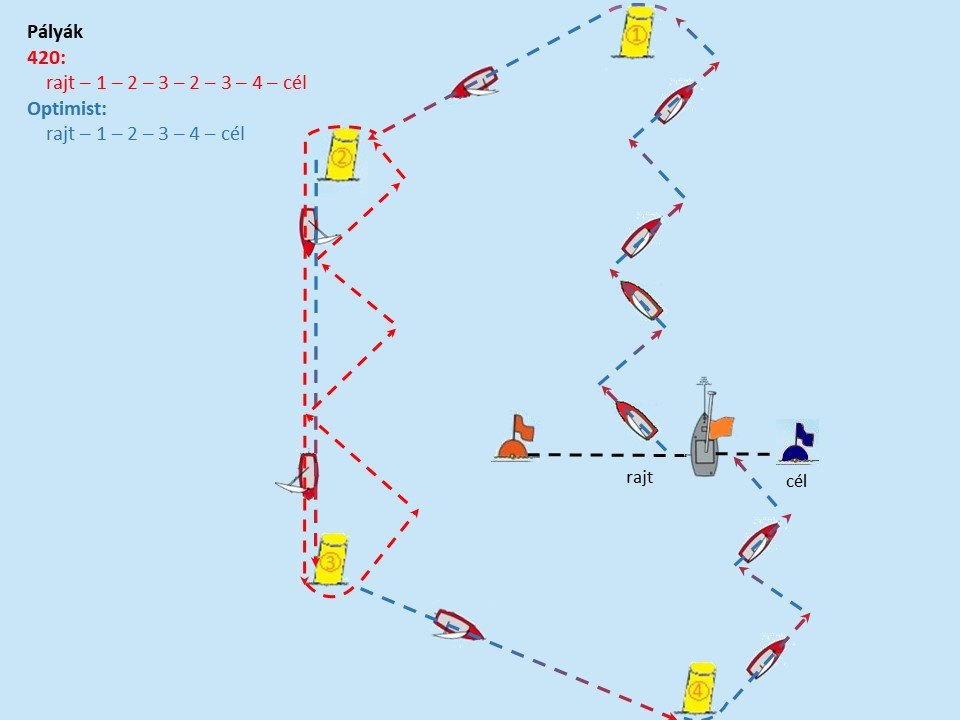 Pályák
420:
rajt – 1 – 2 – 3 – 2 – 3 – 4 – cél
Optimist:
rajt – 1 – 2 – 3 – 4 – cél
1
2
rajt
cél
3
4